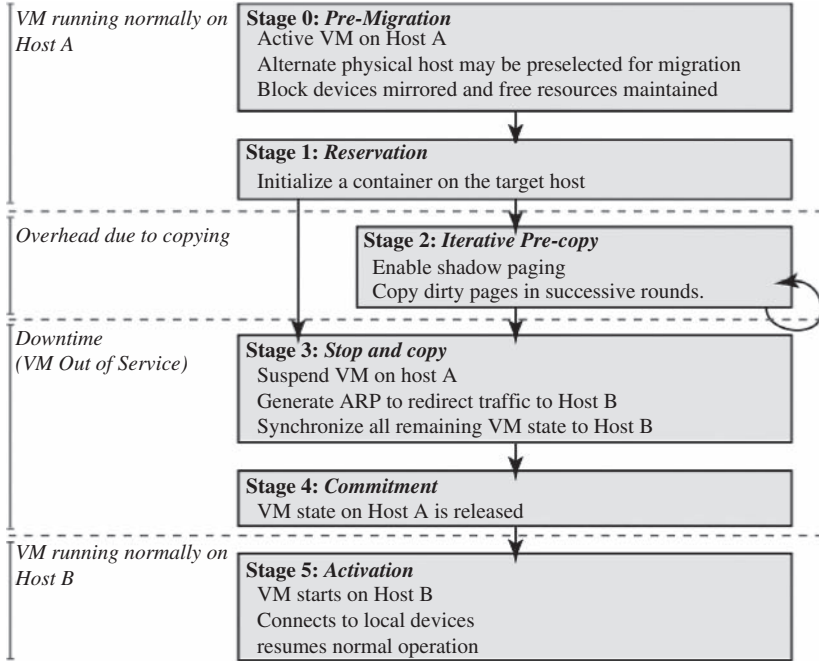 VM running normally on
Host A
Stage 0: Pre-Migration
Active VM on Host A
Alternate physical host may be preselected for migration
Block devices mirrored and free resources maintained
Stage 1: Reservation
Initialize a container on the target host
Overhead due to copying
Stage 2: Iterative Pre-copy
Enable shadow paging
Copy dirty pages in successive rounds.
Downtime
(VM Out of Service)
Stage 3: Stop and copy
Suspend VM on host A
Generate ARP to redirect traffic to Host B
Synchronize all remaining VM state to Host B
Stage 4: Commitment
VM state on Host A is released
VM running normally on
Host B
Stage 5: Activation
VM starts on Host B
Connects to local devices
resumes normal operation